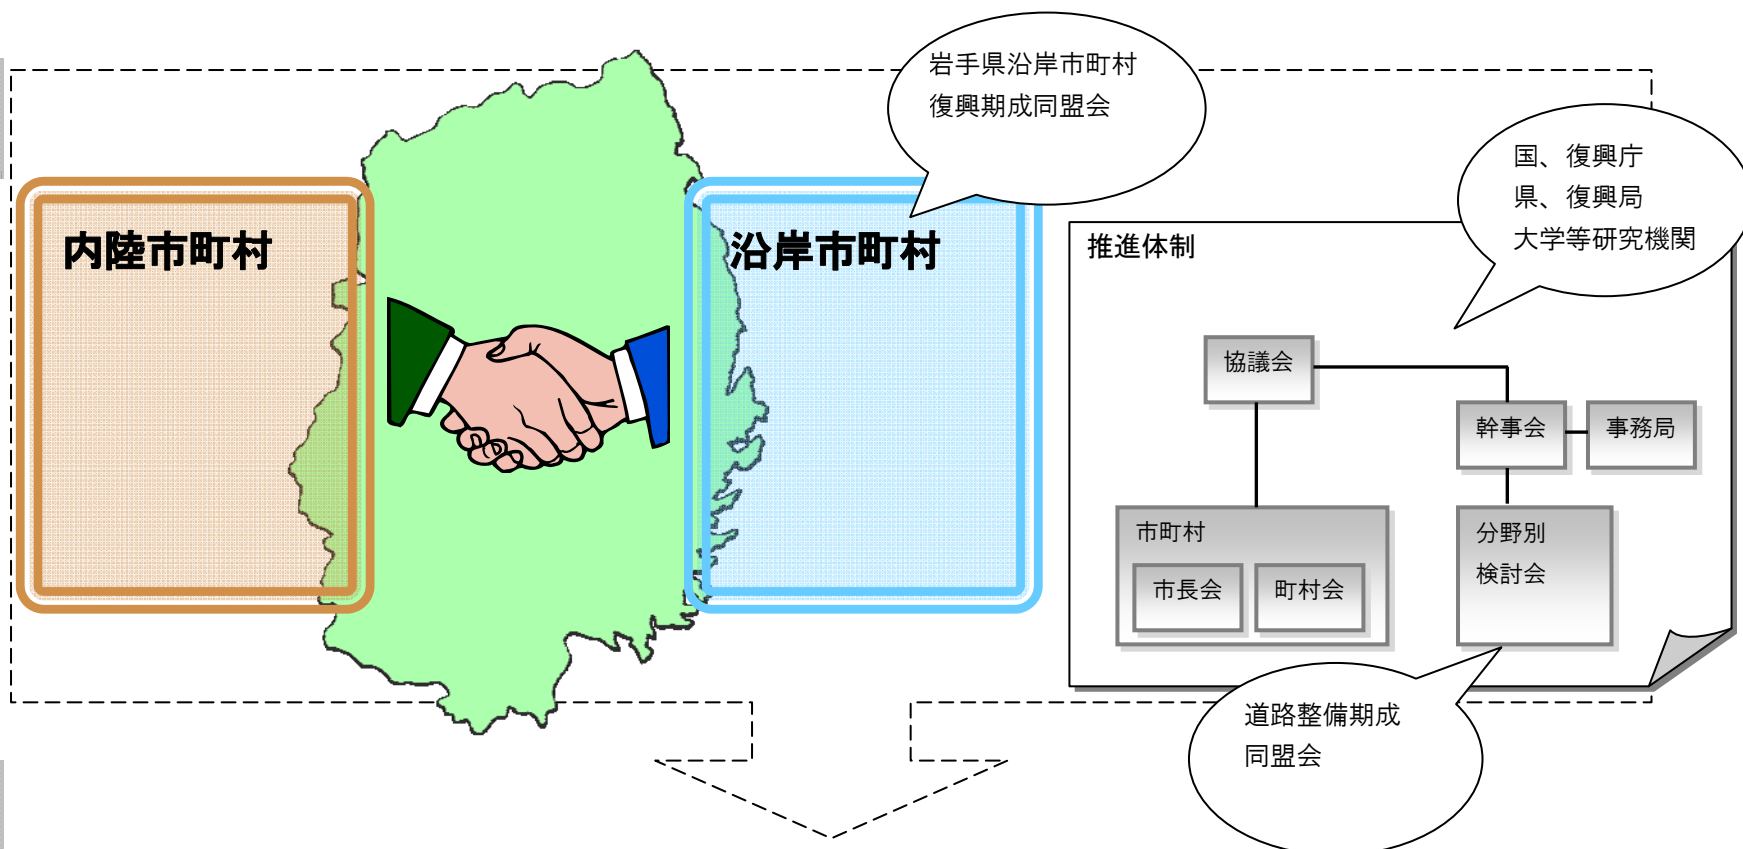 岩手県沿岸市町村
復興期成同盟会
国、復興庁
県、復興局
大学等研究機関
内陸市町村
沿岸市町村
推進体制
協議会
幹事会
事務局
市町村
市長会
町村会
分野別
検討会
道路整備期成
同盟会